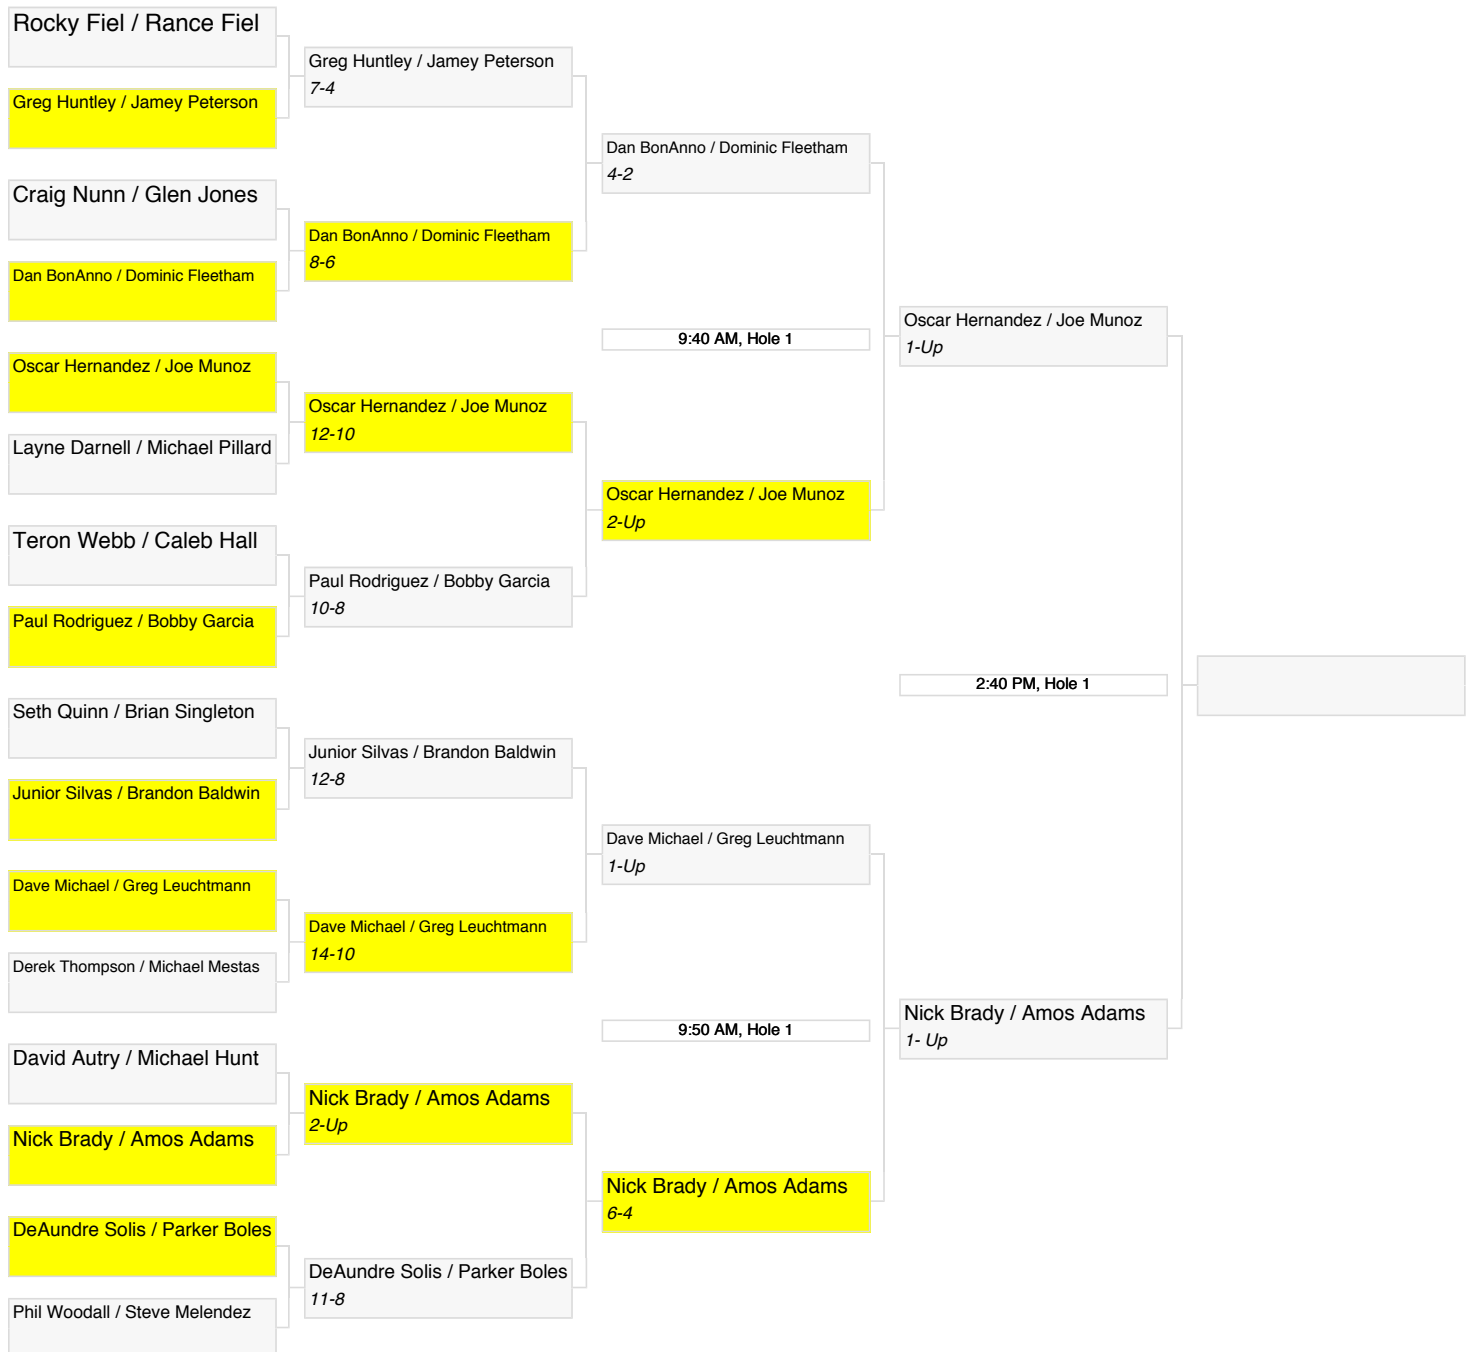 Rocky Fiel / Rance Fiel
Greg Huntley / Jamey Peterson
Craig Nunn / Glen Jones
Dan BonAnno / Dominic Fleetham
Oscar Hernandez / Joe Munoz
Layne Darnell / Michael Pillard
Teron Webb / Caleb Hall
Paul Rodriguez / Bobby Garcia
Seth Quinn / Brian Singleton
Junior Silvas / Brandon Baldwin
Dave Michael / Greg Leuchtmann
Derek Thompson / Michael Mestas
David Autry / Michael Hunt
Nick Brady / Amos Adams
DeAundre Solis / Parker Boles
Phil Woodall / Steve Melendez
Greg Huntley / Jamey Peterson
7-4
Dan BonAnno / Dominic Fleetham
8-6
Oscar Hernandez / Joe Munoz
12-10
Paul Rodriguez / Bobby Garcia
10-8
Junior Silvas / Brandon Baldwin
12-8
Dave Michael / Greg Leuchtmann
14-10
Nick Brady / Amos Adams
2-Up
DeAundre Solis / Parker Boles
11-8
Dan BonAnno / Dominic Fleetham
4-2
9:40 AM, Hole 1
Oscar Hernandez / Joe Munoz
2-Up
Dave Michael / Greg Leuchtmann
1-Up
9:50 AM, Hole 1
Nick Brady / Amos Adams
6-4
Oscar Hernandez / Joe Munoz
1-Up
2:40 PM, Hole 1
Nick Brady / Amos Adams
1- Up